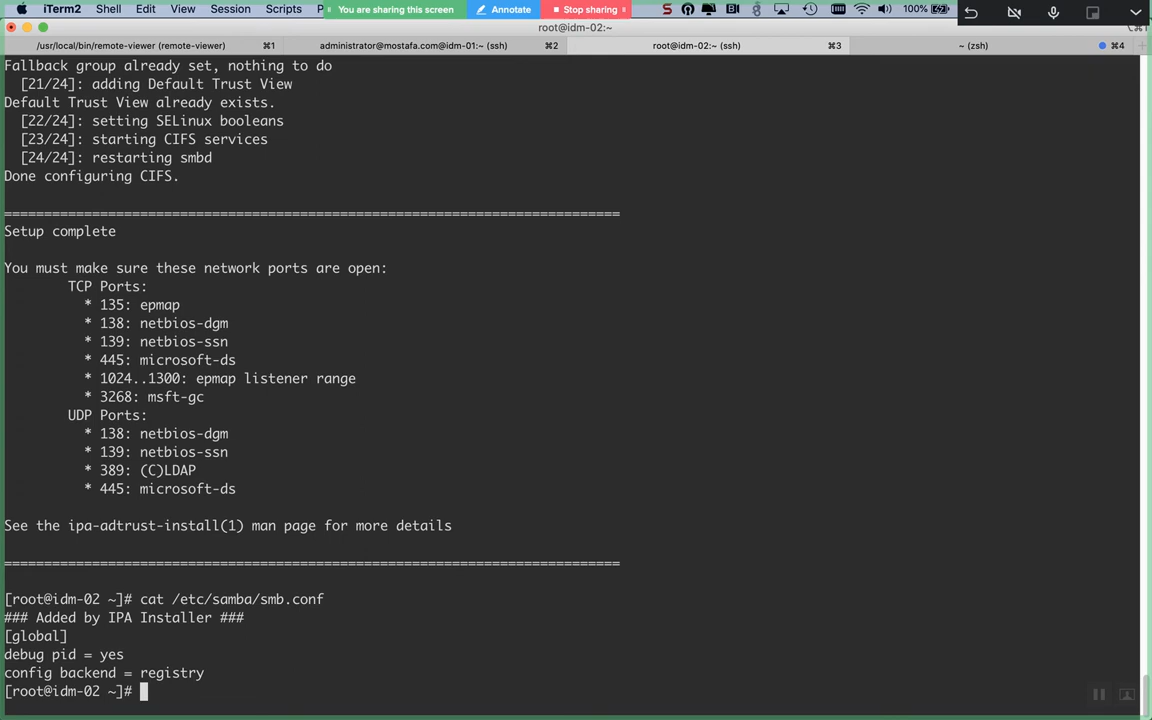 iTerm2 Shell Edit View Session Scripts P You are sharing this screen Annotate Stop sharing 100%
root@idm-02:~ ⌥⌘1
/usr/local/bin/remote-viewer (remote-viewer) ⌘1 administrator@mostafa.com@idm-01:~ (ssh) ⌘2 root@idm-02:~ (ssh) ⌘3 ~ (zsh) ⌘4
Fallback group already set, nothing to do
[21/24]: adding Default Trust View
Default Trust View already exists.
[22/24]: setting SELinux booleans
[23/24]: starting CIFS services
[24/24]: restarting smbd
Done configuring CIFS.
=============================================================================
Setup complete
You must make sure these network ports are open:
TCP Ports:
* 135: epmap
* 138: netbios-dgm
* 139: netbios-ssn
* 445: microsoft-ds
* 1024..1300: epmap listener range
* 3268: msft-gc
UDP Ports:
* 138: netbios-dgm
* 139: netbios-ssn
* 389: (C)LDAP
* 445: microsoft-ds
See the ipa-adtrust-install(1) man page for more details
=============================================================================
[root@idm-02 ~]# cat /etc/samba/smb.conf
### Added by IPA Installer ###
[global]
debug pid = yes
config backend = registry
[root@idm-02 ~]#